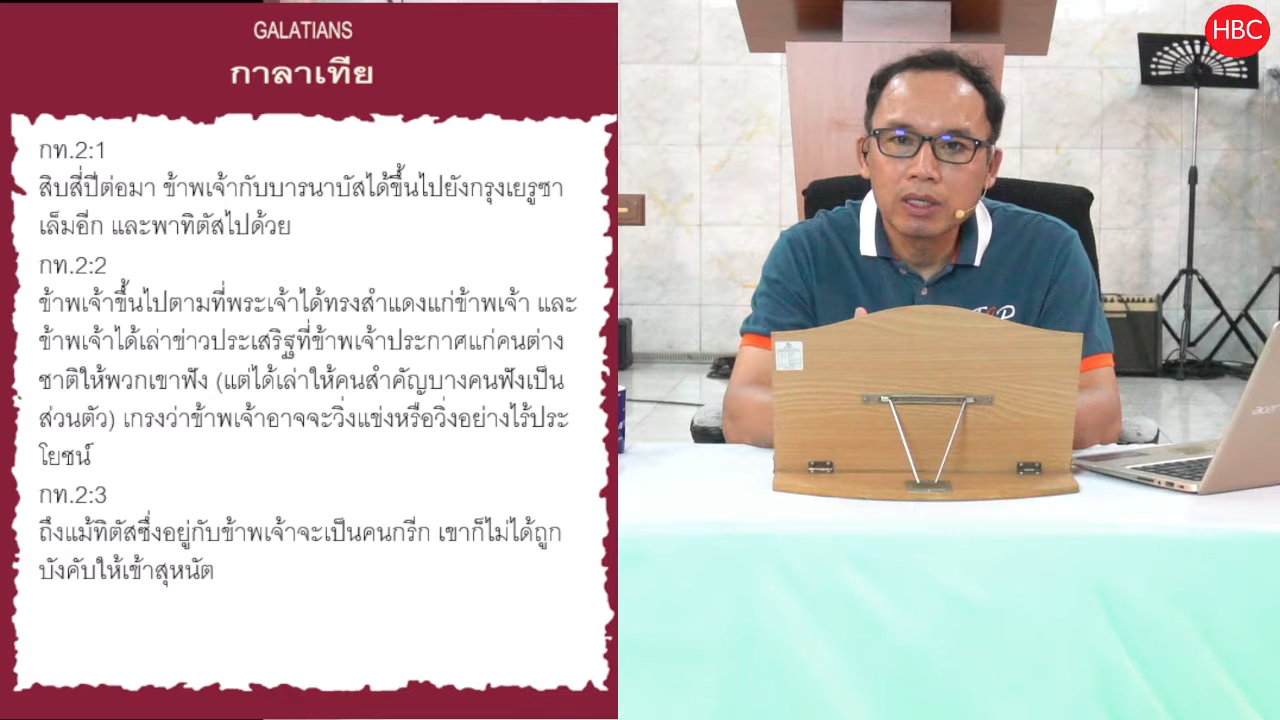 GALATIANS
กาลาเทีย
กท.2:1
สิบสี่ปีต่อมา ข้าพเจ้ากับบารนาบัสได้ขึ้นไปยังกรุงเยรูซา
เล็มอีก และพาทิตัสไปด้วย
กท.2:2
ข้าพเจ้าขึ้นไปตามที่พระเจ้าได้ทรงสำแดงแก่ข้าพเจ้า และ
ข้าพเจ้าได้เล่าข่าวประเสริฐที่ข้าพเจ้าประกาศแก่คนต่าง
ชาติให้พวกเขาฟัง (แต่ได้เล่าให้คนสำคัญบางคนฟังเป็น
ส่วนตัว) เกรงว่าข้าพเจ้าอาจจะวิ่งแข่งหรือวิ่งอย่างไร้ประ
โยชน์
กท.2:3
ถึงแม้ทิตัสซึ่งอยู่กับข้าพเจ้าจะเป็นคนกรีก เขาก็ไม่ได้ถูก
บังคับให้เข้าสุหนัต
HBC
acer